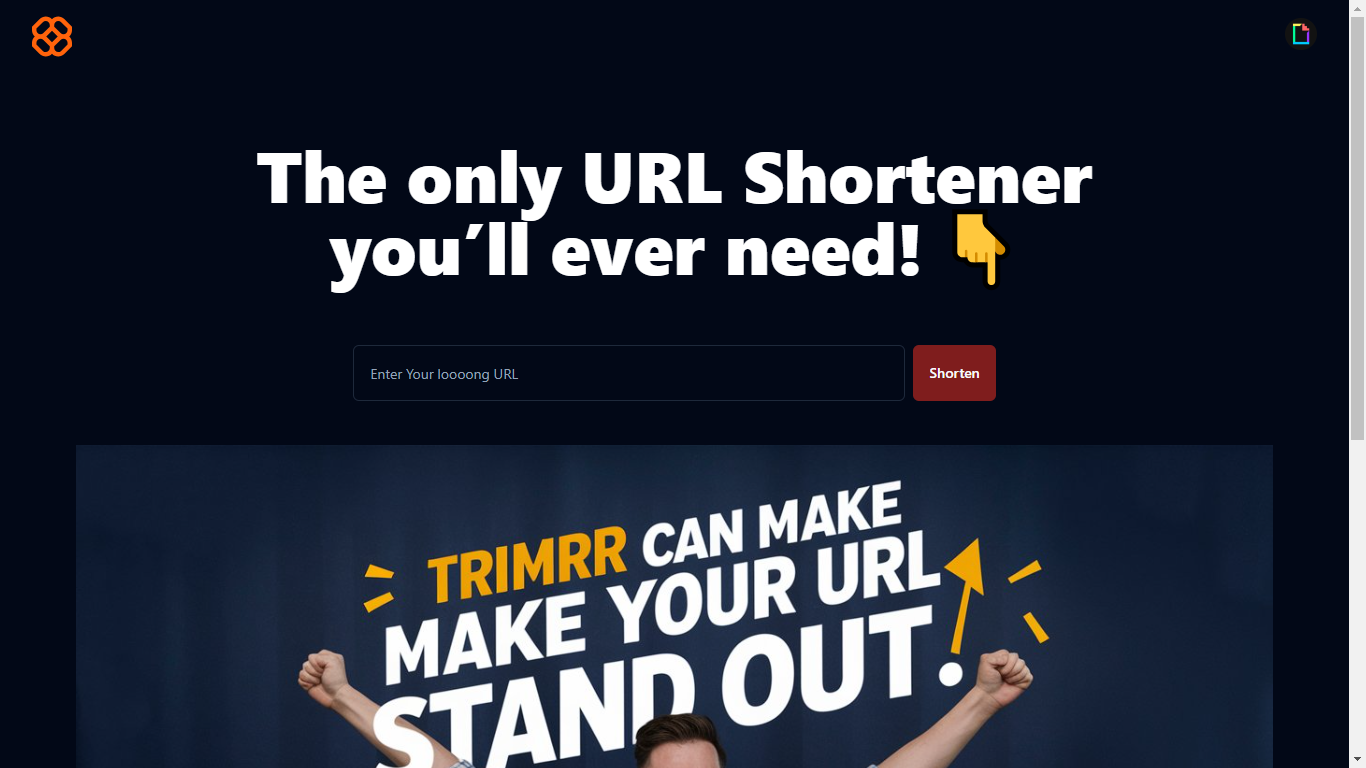 The only URL Shortener
you’ll ever need! 👇
Enter Your loooong URL
Shorten
TRIMRR CAN MAKE
MAKE YOUR URL
STAND OUT.